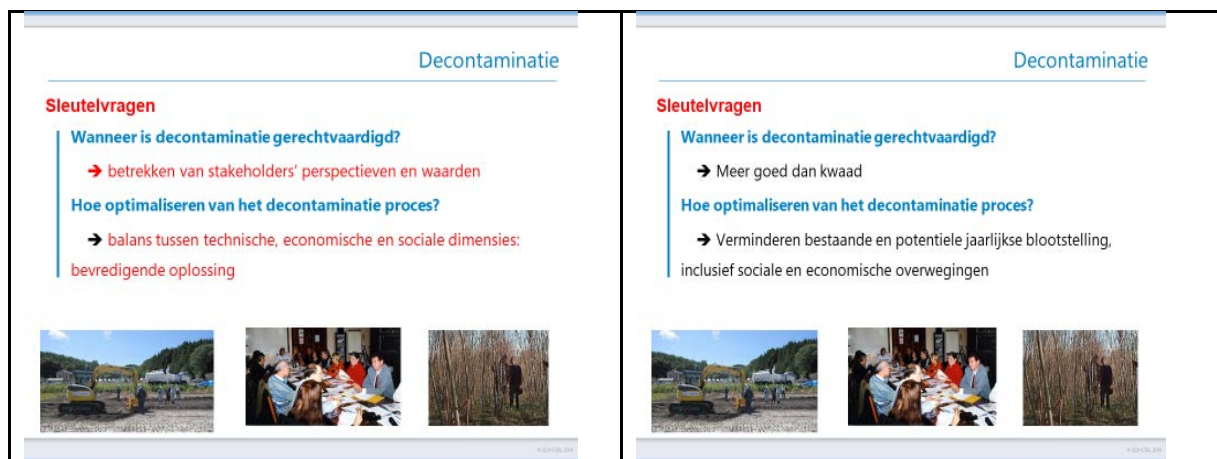 Decontaminatie
Sleutelvragen
Wanneer is decontaminatie gerechtvaardigd?
➔ betrekken van stakeholders' perspectieven en waarden
Hoe optimaliseren van het decontaminatie proces?
➔ balans tussen technische, economische en sociale dimensies:
bevredigende oplossing
Decontaminatie
Sleutelvragen
Wanneer is decontaminatie gerechtvaardigd?
➔ Meer goed dan kwaad
Hoe optimaliseren van het decontaminatie proces?
➔ Verminderen bestaande en potentiele jaarlijkse blootstelling,
inclusief sociale en economische overwegingen